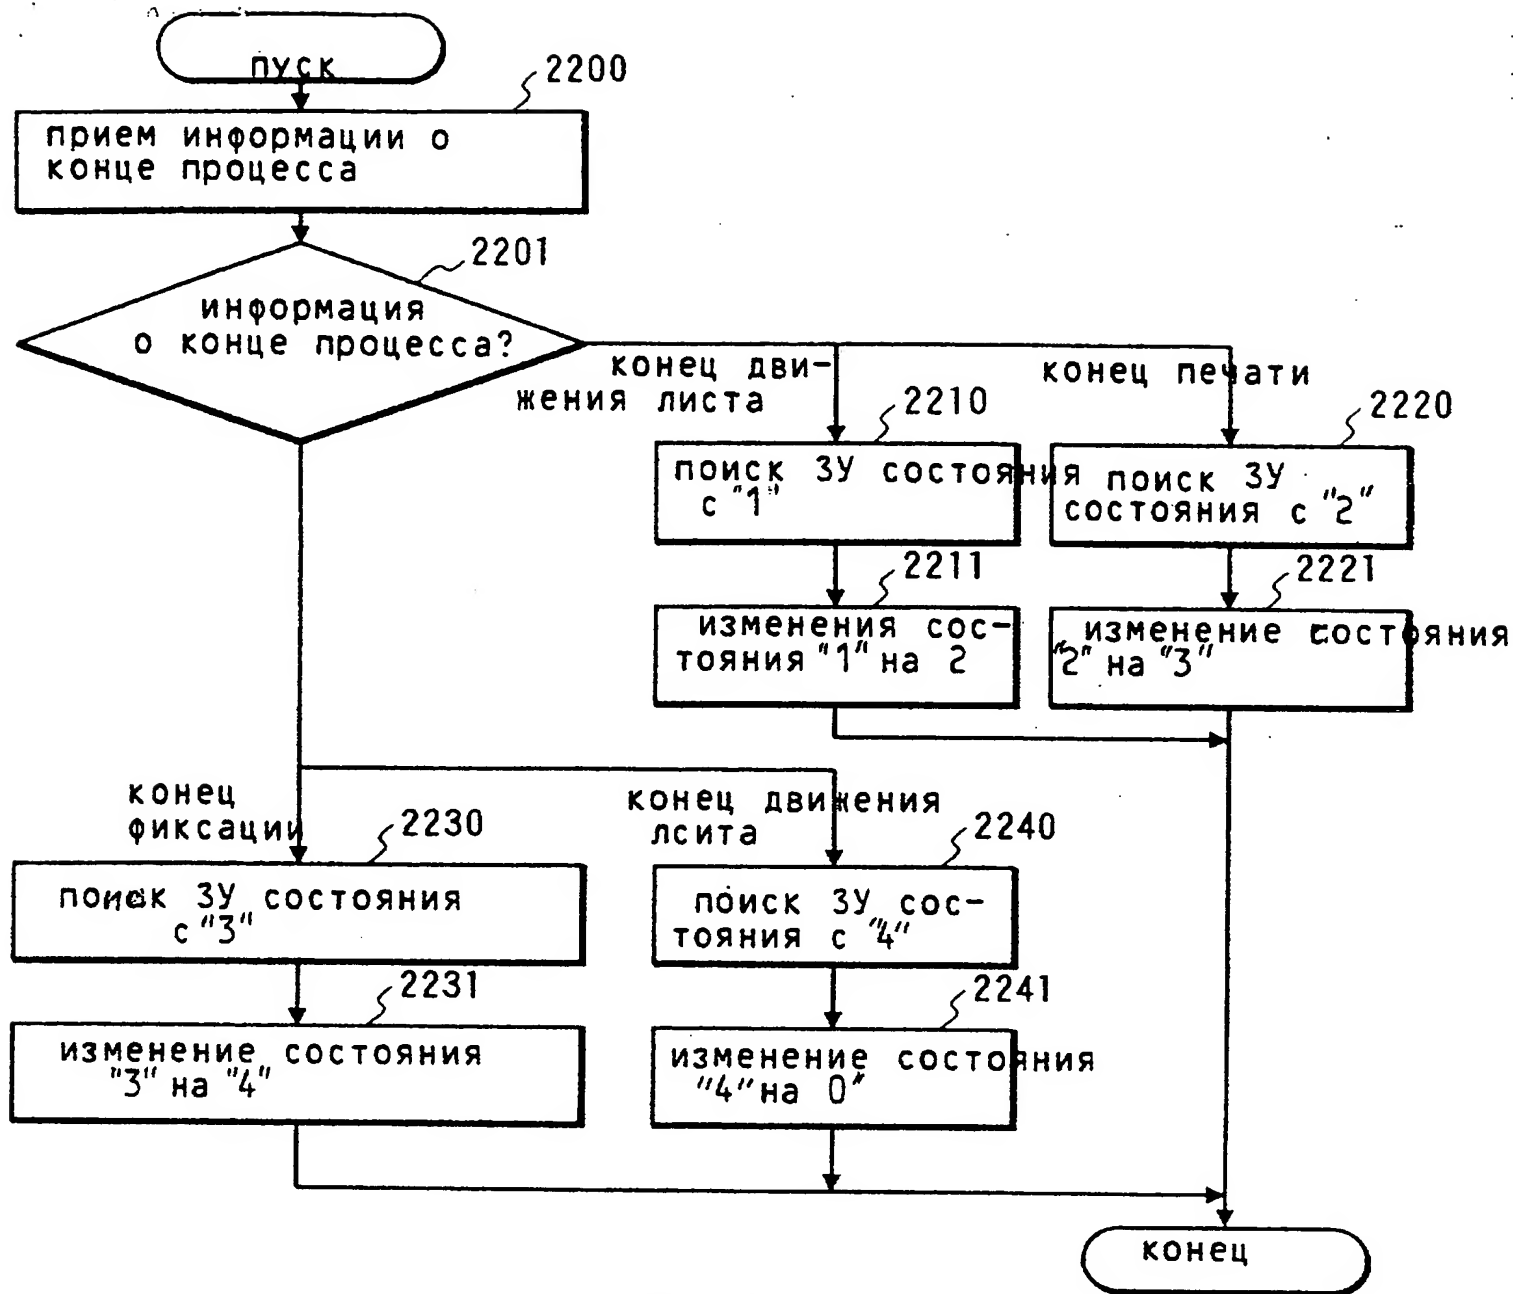 пуск
2200
прием информации о
конце процесса
2201
информация
о конце процесса?
конец дви-
жения листа
конец печати
2210
2220
поиск ЗУ состояния
с "1"
поиск ЗУ
состояния с "2"
2211
2221
изменения сос-
тояния "1" на 2
изменение состояния
"2" на "3"
конец
фиксации
конец движения
лсита
2230
2240
поиск ЗУ состояния
с "3"
поиск ЗУ сос-
тояния с "4"
2231
2241
изменение состояния
"3" на "4"
изменение состояния
"4" на 0"
конец